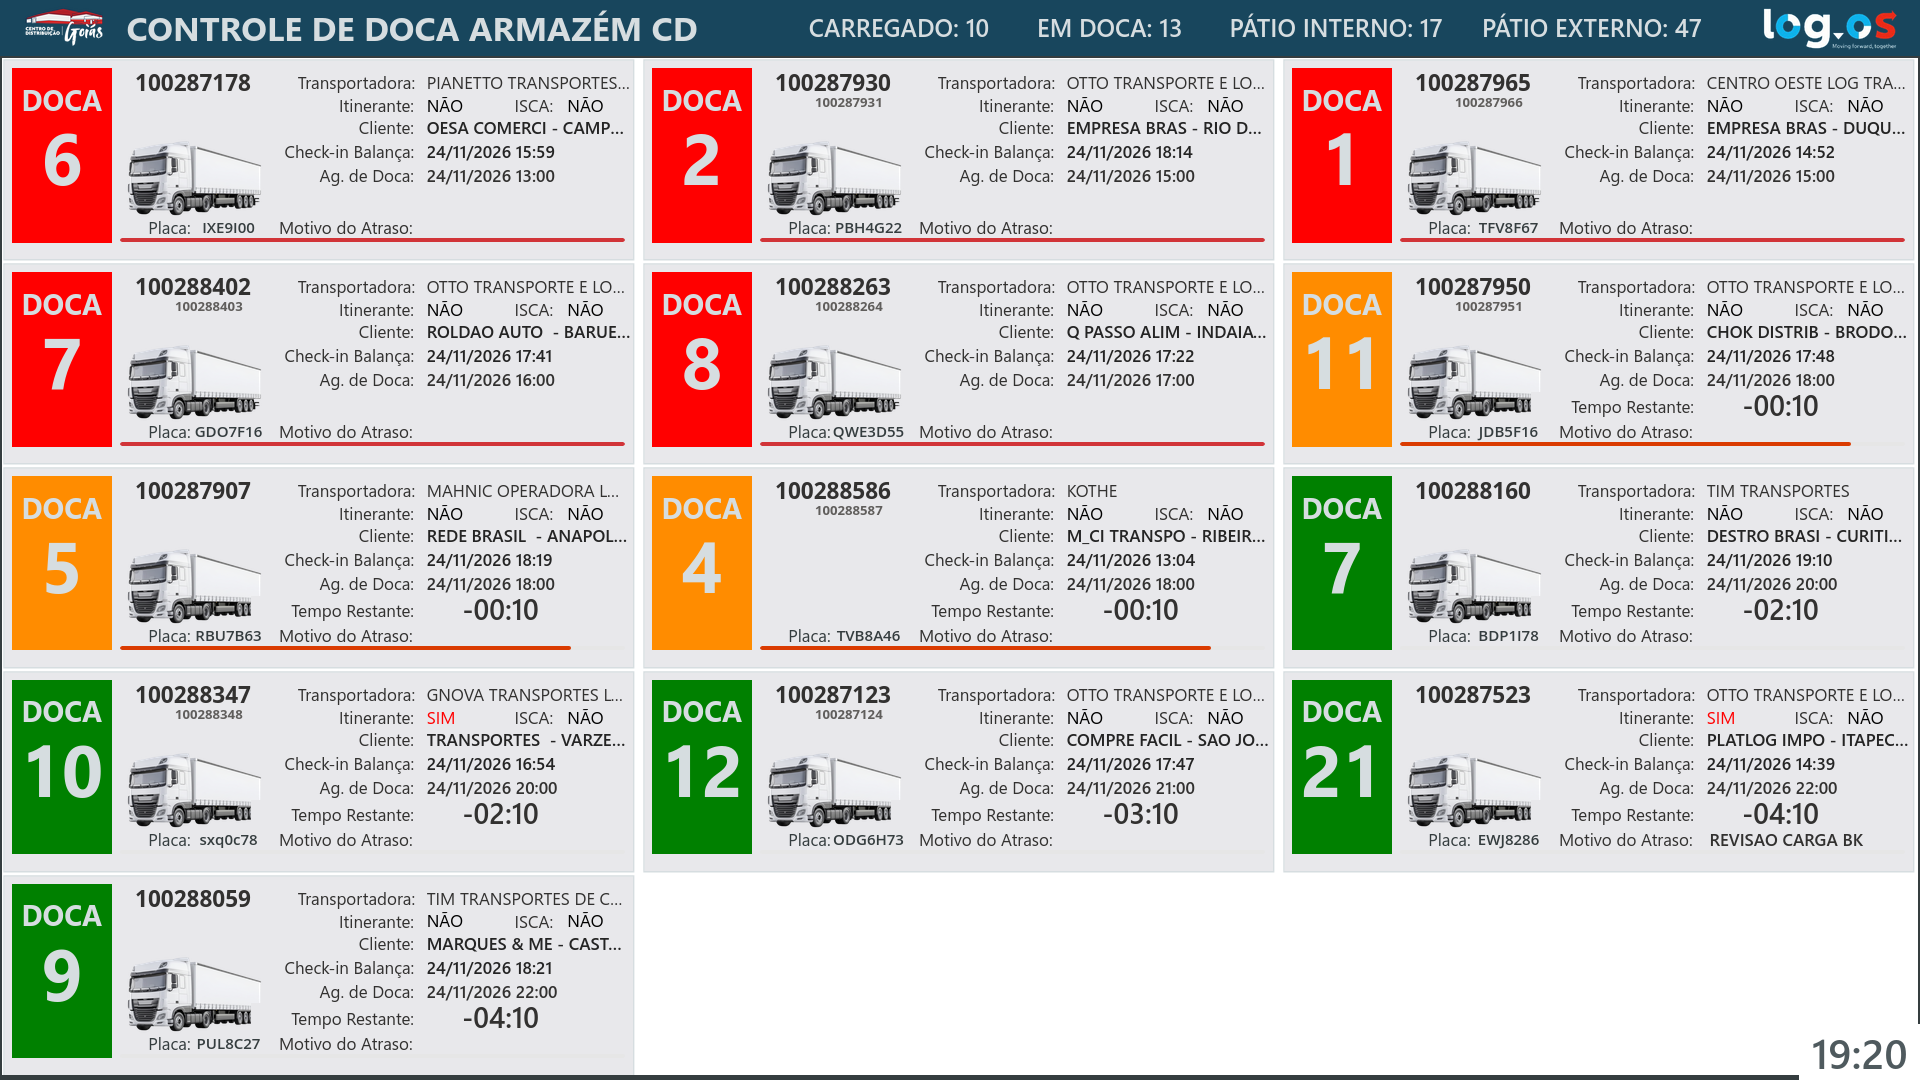 CENTRO DE DISTRIBUIÇÃO Goiás
CONTROLE DE DOCA ARMAZÉM CD
CARREGADO: 10 EM DOCA: 13 PÁTIO INTERNO: 17 PÁTIO EXTERNO: 47
log.os
Moving forward, together
DOCA
6
100287178
Transportadora: PIANETTO TRANSPORTES...
Itinerante: NÃO ISCA: NÃO
Cliente: OESA COMERCI - CAMP...
Check-in Balança: 24/11/2026 15:59
Ag. de Doca: 24/11/2026 13:00
Placa: IXE9I00 Motivo do Atraso:
DOCA
2
100287930
100287931
Transportadora: OTTO TRANSPORTE E LO...
Itinerante: NÃO ISCA: NÃO
Cliente: EMPRESA BRAS - RIO D...
Check-in Balança: 24/11/2026 18:14
Ag. de Doca: 24/11/2026 15:00
Placa: PBH4G22 Motivo do Atraso:
DOCA
1
100287965
100287966
Transportadora: CENTRO OESTE LOG TRA...
Itinerante: NÃO ISCA: NÃO
Cliente: EMPRESA BRAS - DUQU...
Check-in Balança: 24/11/2026 14:52
Ag. de Doca: 24/11/2026 15:00
Placa: TFV8F67 Motivo do Atraso:
DOCA
7
100288402
100288403
Transportadora: OTTO TRANSPORTE E LO...
Itinerante: NÃO ISCA: NÃO
Cliente: ROLDAO AUTO - BARUE...
Check-in Balança: 24/11/2026 17:41
Ag. de Doca: 24/11/2026 16:00
Placa: GDO7F16 Motivo do Atraso:
DOCA
8
100288263
100288264
Transportadora: OTTO TRANSPORTE E LO...
Itinerante: NÃO ISCA: NÃO
Cliente: Q PASSO ALIM - INDAIA...
Check-in Balança: 24/11/2026 17:22
Ag. de Doca: 24/11/2026 17:00
Placa: QWE3D55 Motivo do Atraso:
DOCA
11
100287950
100287951
Transportadora: OTTO TRANSPORTE E LO...
Itinerante: NÃO ISCA: NÃO
Cliente: CHOK DISTRIB - BRODO...
Check-in Balança: 24/11/2026 17:48
Ag. de Doca: 24/11/2026 18:00
Tempo Restante: -00:10
Placa: JDB5F16 Motivo do Atraso:
DOCA
5
100287907
Transportadora: MAHNIC OPERADORA L...
Itinerante: NÃO ISCA: NÃO
Cliente: REDE BRASIL - ANAPOL...
Check-in Balança: 24/11/2026 18:19
Ag. de Doca: 24/11/2026 18:00
Tempo Restante: -00:10
Placa: RBU7B63 Motivo do Atraso:
DOCA
4
100288586
100288587
Transportadora: KOTHE
Itinerante: NÃO ISCA: NÃO
Cliente: M_CI TRANSPO - RIBEIR...
Check-in Balança: 24/11/2026 13:04
Ag. de Doca: 24/11/2026 18:00
Tempo Restante: -00:10
Placa: TVB8A46 Motivo do Atraso:
DOCA
7
100288160
Transportadora: TIM TRANSPORTES
Itinerante: NÃO ISCA: NÃO
Cliente: DESTRO BRASI - CURITI...
Check-in Balança: 24/11/2026 19:10
Ag. de Doca: 24/11/2026 20:00
Tempo Restante: -02:10
Placa: BDP1I78 Motivo do Atraso:
DOCA
10
100288347
100288348
Transportadora: GNOVA TRANSPORTES L...
Itinerante: SIM ISCA: NÃO
Cliente: TRANSPORTES - VARZE...
Check-in Balança: 24/11/2026 16:54
Ag. de Doca: 24/11/2026 20:00
Tempo Restante: -02:10
Placa: sxq0c78 Motivo do Atraso:
DOCA
12
100287123
100287124
Transportadora: OTTO TRANSPORTE E LO...
Itinerante: NÃO ISCA: NÃO
Cliente: COMPRE FACIL - SAO JO...
Check-in Balança: 24/11/2026 17:47
Ag. de Doca: 24/11/2026 21:00
Tempo Restante: -03:10
Placa: ODG6H73 Motivo do Atraso:
DOCA
21
100287523
Transportadora: OTTO TRANSPORTE E LO...
Itinerante: SIM ISCA: NÃO
Cliente: PLATLOG IMPO - ITAPEC...
Check-in Balança: 24/11/2026 14:39
Ag. de Doca: 24/11/2026 22:00
Tempo Restante: -04:10
Placa: EWJ8286 Motivo do Atraso: REVISAO CARGA BK
DOCA
9
100288059
Transportadora: TIM TRANSPORTES DE C...
Itinerante: NÃO ISCA: NÃO
Cliente: MARQUES & ME - CAST...
Check-in Balança: 24/11/2026 18:21
Ag. de Doca: 24/11/2026 22:00
Tempo Restante: -04:10
Placa: PUL8C27 Motivo do Atraso:
19:20